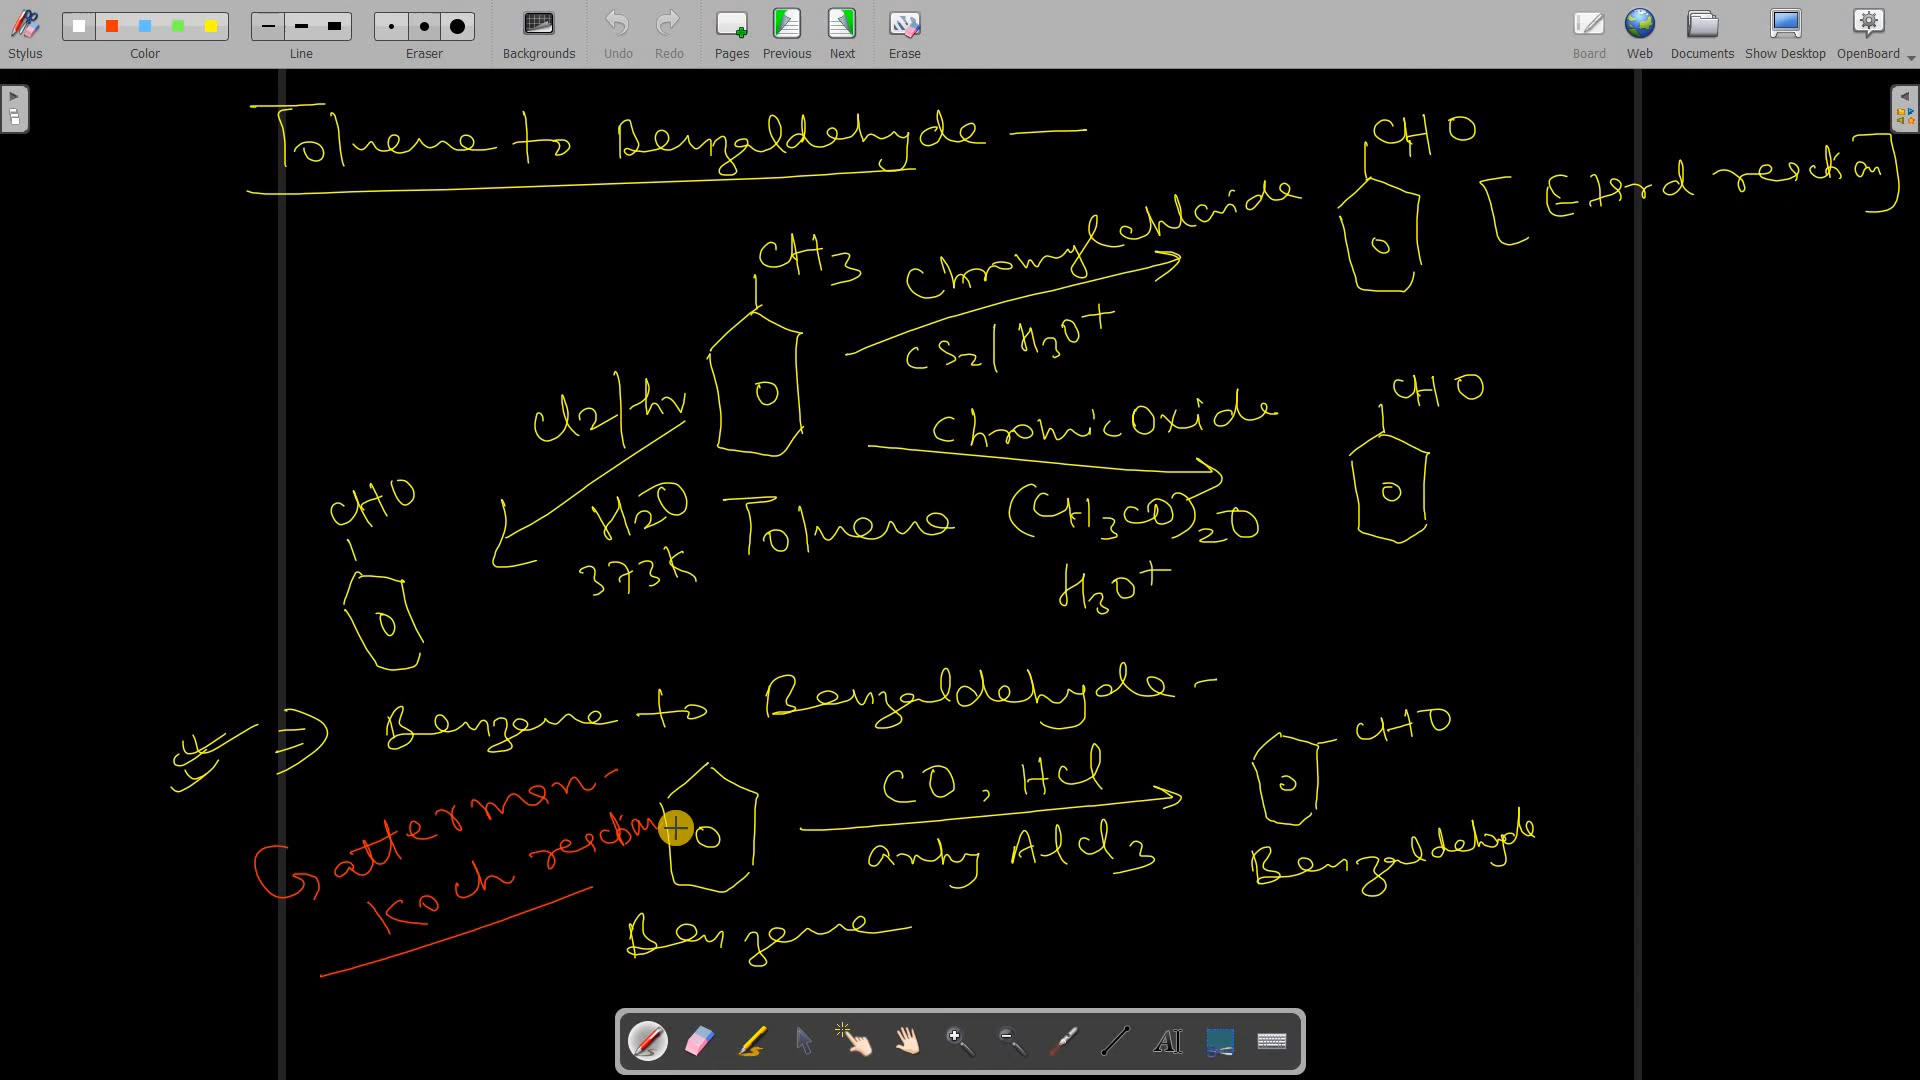 Stylus Color Line Eraser Backgrounds Undo Redo Pages Previous Next Erase Board Web Documents Show Desktop OpenBoard
Toluene to Benzaldehyde —
CHO
[Etard reaction]
CH3
Chromylchloride
CS2/H3O+
Cl2/hν
H2O
373K
CHO
Toluene
Chromic Oxide
(CH3CO)2O
H3O+
CHO
⇒ Benzene to Benzaldehyde -
Gatterman-
Koch reaction
CO, HCl
anhy AlCl3
CHO
Benzaldehyde
Benzene